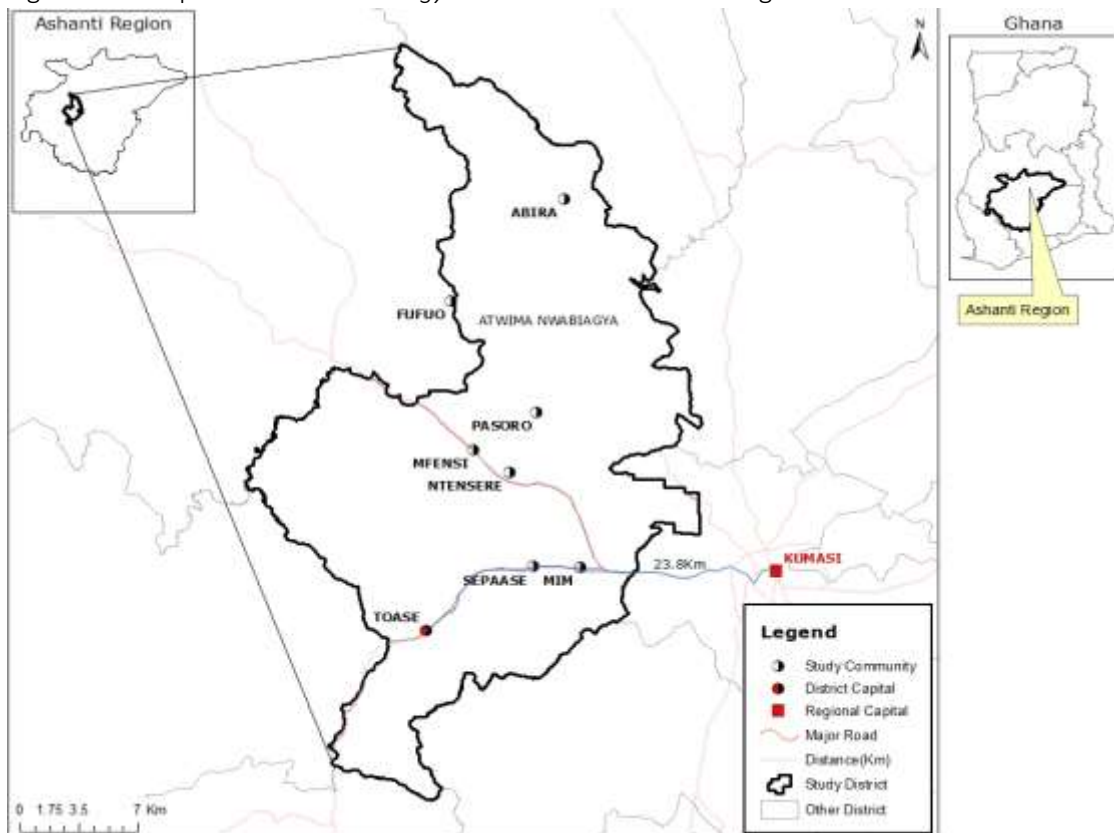 Ashanti Region
N
Ghana
ABIRA
FUFUO
ATWIMA NWABIAGYA
Ashanti Region
PASORO
MFENSI
NTENSERE
SEPAASE
MIM
23.8Km
KUMASI
TOASE
Legend
Study Community
District Capital
Regional Capital
Major Road
Distance(Km)
Study District
Other District
0 1.75 3.5 7 Km